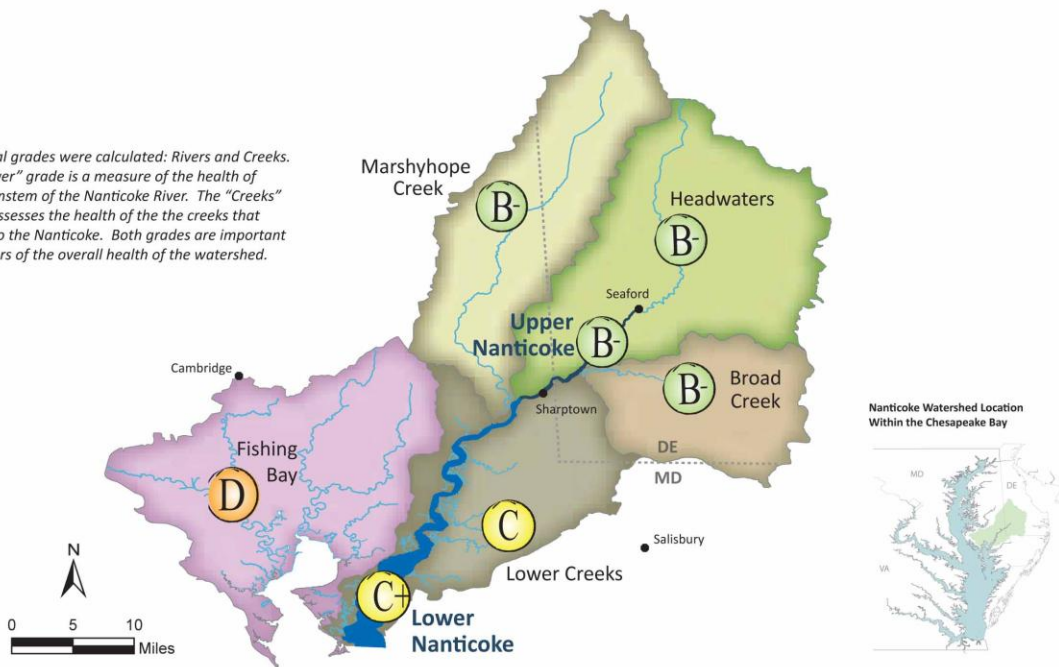 al grades were calculated: Rivers and Creeks.
er" grade is a measure of the health of
nstem of the Nanticoke River. The "Creeks"
ssesses the health of the the creeks that
o the Nanticoke. Both grades are important
rs of the overall health of the watershed.
Marshyhope
Creek
B-
Headwaters
B-
Seaford
Upper
Nanticoke
B-
Cambridge
Sharptown
B-
Broad
Creek
DE
MD
Fishing
Bay
D
C
Salisbury
Lower Creeks
C+
Lower
Nanticoke
N
0 5 10
Miles
Nanticoke Watershed Location
Within the Chesapeake Bay
MD
DE
VA